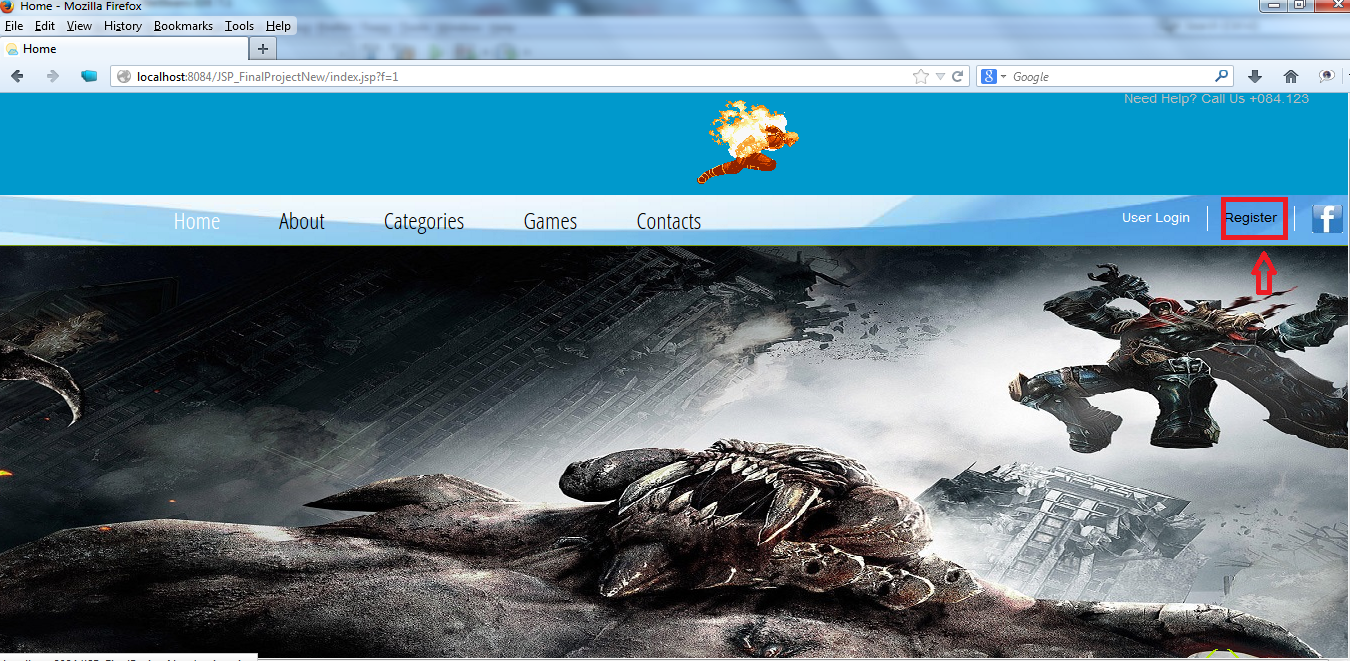 Home - Mozilla Firefox
File Edit View History Bookmarks Tools Help
Home +
localhost:8084/JSP_FinalProjectNew/index.jsp?f=1
8 Google
Need Help? Call Us +084.123
Home About Categories Games Contacts User Login Register f